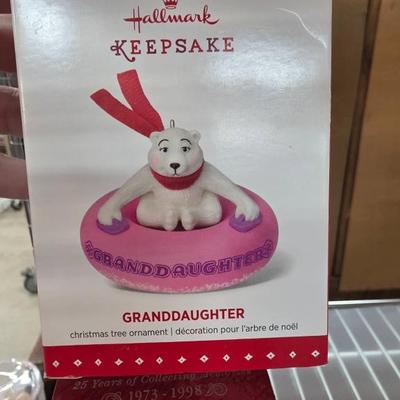 Hallmark
KEEPSAKE
GRANDDAUGHTER
GRANDDAUGHTER
christmas tree ornament | décoration pour l'arbre de noël
25 Years of Collecting
1973 - 1998